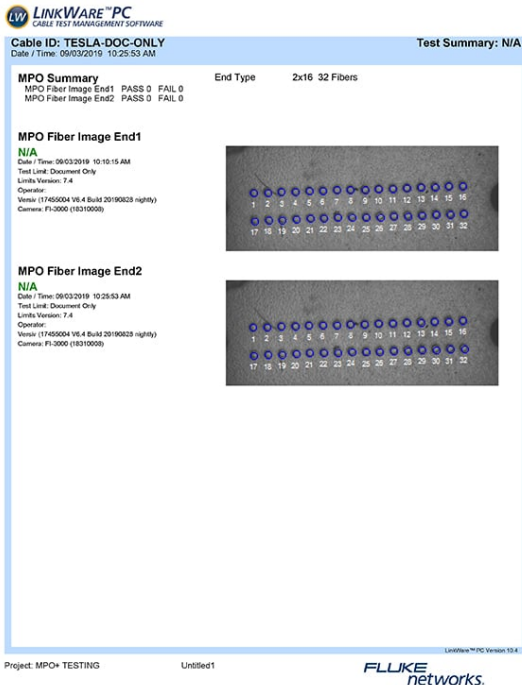 LW LINKWARE™PC
CABLE TEST MANAGEMENT SOFTWARE
Cable ID: TESLA-DOC-ONLY Test Summary: N/A
Date / Time: 09/03/2019 10:25:53 AM
MPO Summary End Type 2x16 32 Fibers
MPO Fiber Image End1 PASS 0 FAIL 0
MPO Fiber Image End2 PASS 0 FAIL 0
MPO Fiber Image End1
N/A
Date / Time: 09/03/2019 10:10:15 AM
Test Limit: Document Only
Limits Version: 7.4
Operator:
Versiv (17455004 V6.4 Build 20190828 nightly)
Camera: FI-3000 (18310008)
1 2 3 4 5 6 7 8 9 10 11 12 13 14 15 16
17 18 19 20 21 22 23 24 25 26 27 28 29 30 31 32
MPO Fiber Image End2
N/A
Date / Time: 09/03/2019 10:25:53 AM
Test Limit: Document Only
Limits Version: 7.4
Operator:
Versiv (17455004 V6.4 Build 20190828 nightly)
Camera: FI-3000 (18310008)
1 2 3 4 5 6 7 8 9 10 11 12 13 14 15 16
17 18 19 20 21 22 23 24 25 26 27 28 29 30 31 32
LinkWare™ PC Version 10.4
Project: MPO+ TESTING Untitled1
FLUKE
networks.